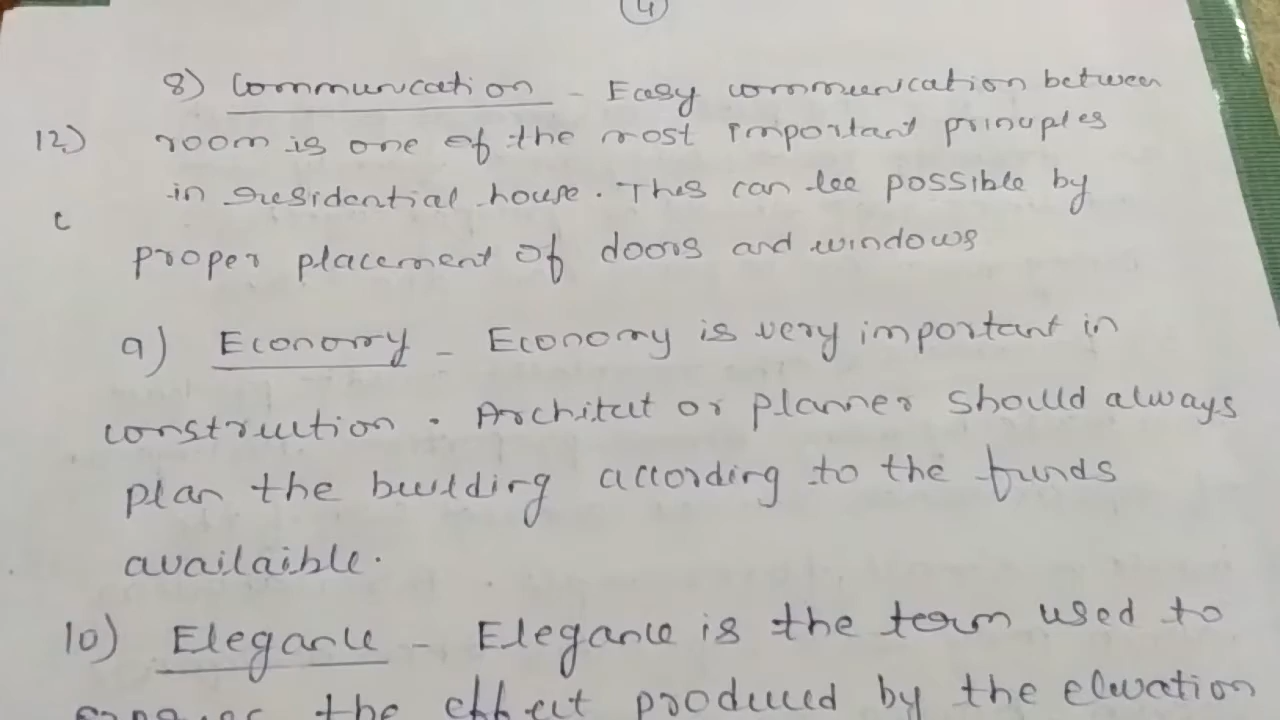 4
8) Communication - Easy communication between
12) room is one of the most important principles
in residential house. This can be possible by
proper placement of doors and windows
9) Economy - Economy is very important in
construction. Architect or planner should always
plan the building according to the funds
availaible.
10) Elegance - Elegance is the term used to
the effect produced by the elevation